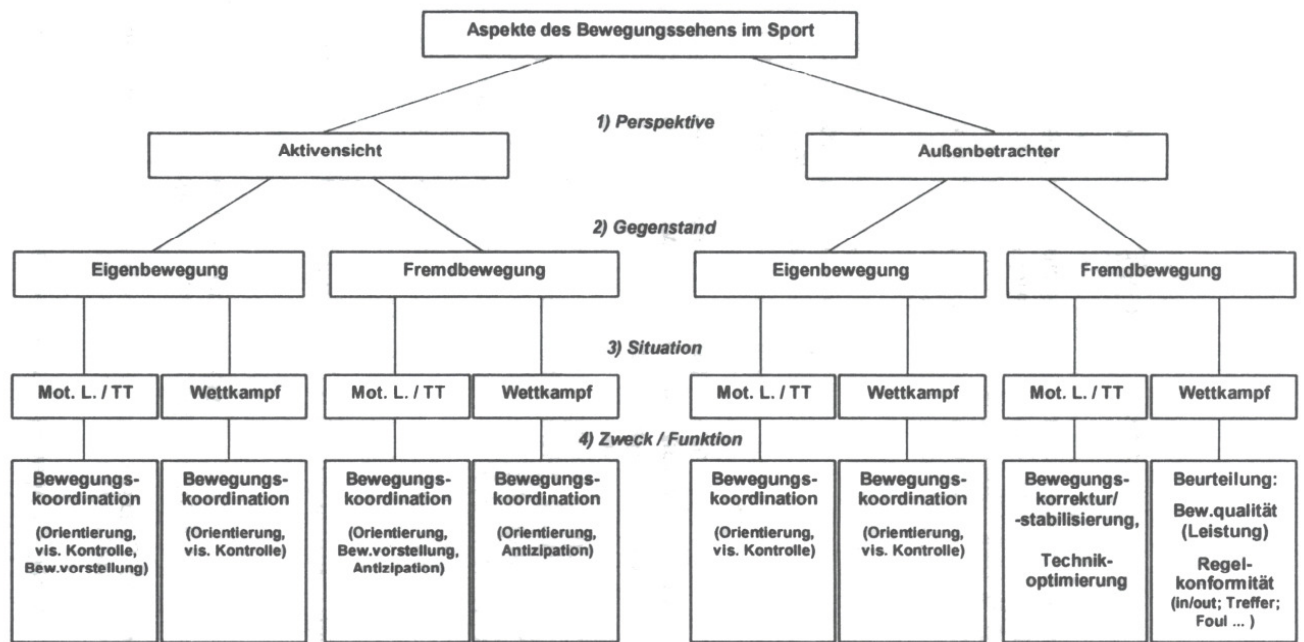 Aspekte des Bewegungssehens im Sport
1) Perspektive
Aktivensicht
Außenbetrachter
2) Gegenstand
Eigenbewegung
Fremdbewegung
Eigenbewegung
Fremdbewegung
3) Situation
Mot. L. / TT
Wettkampf
Mot. L. / TT
Wettkampf
Mot. L. / TT
Wettkampf
Mot. L. / TT
Wettkampf
4) Zweck / Funktion
Bewegungs-
koordination
(Orientierung,
vis. Kontrolle,
Bew.vorstellung)
Bewegungs-
koordination
(Orientierung,
vis. Kontrolle)
Bewegungs-
koordination
(Orientierung,
Bew.vorstellung,
Antizipation)
Bewegungs-
koordination
(Orientierung,
Antizipation)
Bewegungs-
koordination
(Orientierung,
vis. Kontrolle)
Bewegungs-
koordination
(Orientierung,
vis. Kontrolle)
Bewegungs-
korrektur/
-stabilisierung,
Technik-
optimierung
Beurteilung:
Bew.qualität
(Leistung)
Regel-
konformität
(in/out; Treffer;
Foul ... )